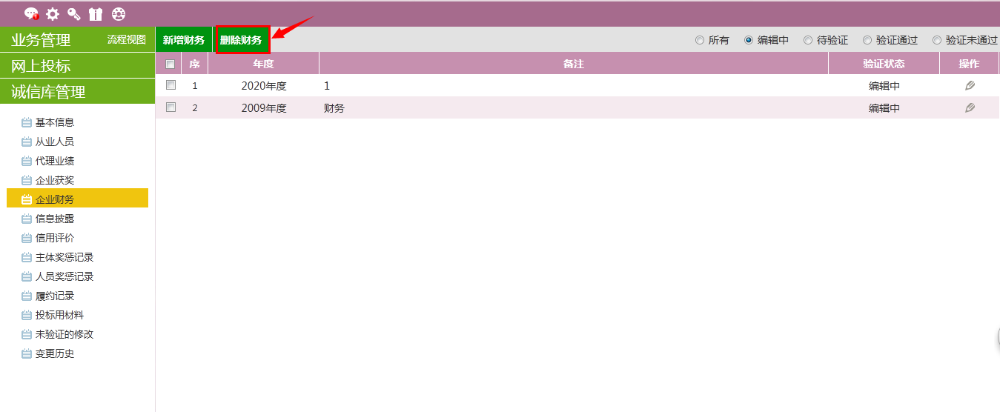 业务管理 流程视图 新增财务 删除财务 所有 编辑中 待验证 验证通过 验证未通过
网上投标
诚信库管理
序 年度 备注 验证状态 操作
1 2020年度 1 编辑中
2 2009年度 财务 编辑中
基本信息
从业人员
代理业绩
企业获奖
企业财务
信息披露
信用评价
主体奖惩记录
人员奖惩记录
履约记录
投标用材料
未验证的修改
变更历史